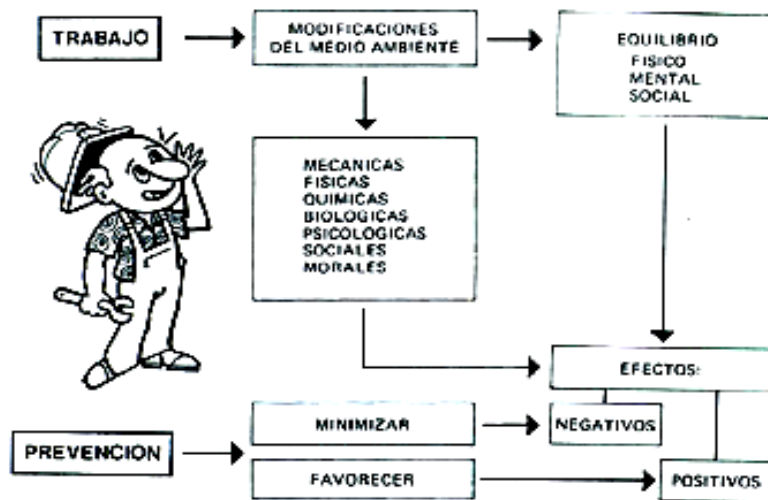 TRABAJO
MODIFICACIONES
DEL MEDIO AMBIENTE
EQUILIBRIO
FISICO
MENTAL
SOCIAL
MECANICAS
FISICAS
QUIMICAS
BIOLOGICAS
PSICOLOGICAS
SOCIALES
MORALES
EFECTOS:
PREVENCION
MINIMIZAR
NEGATIVOS
FAVORECER
POSITIVOS